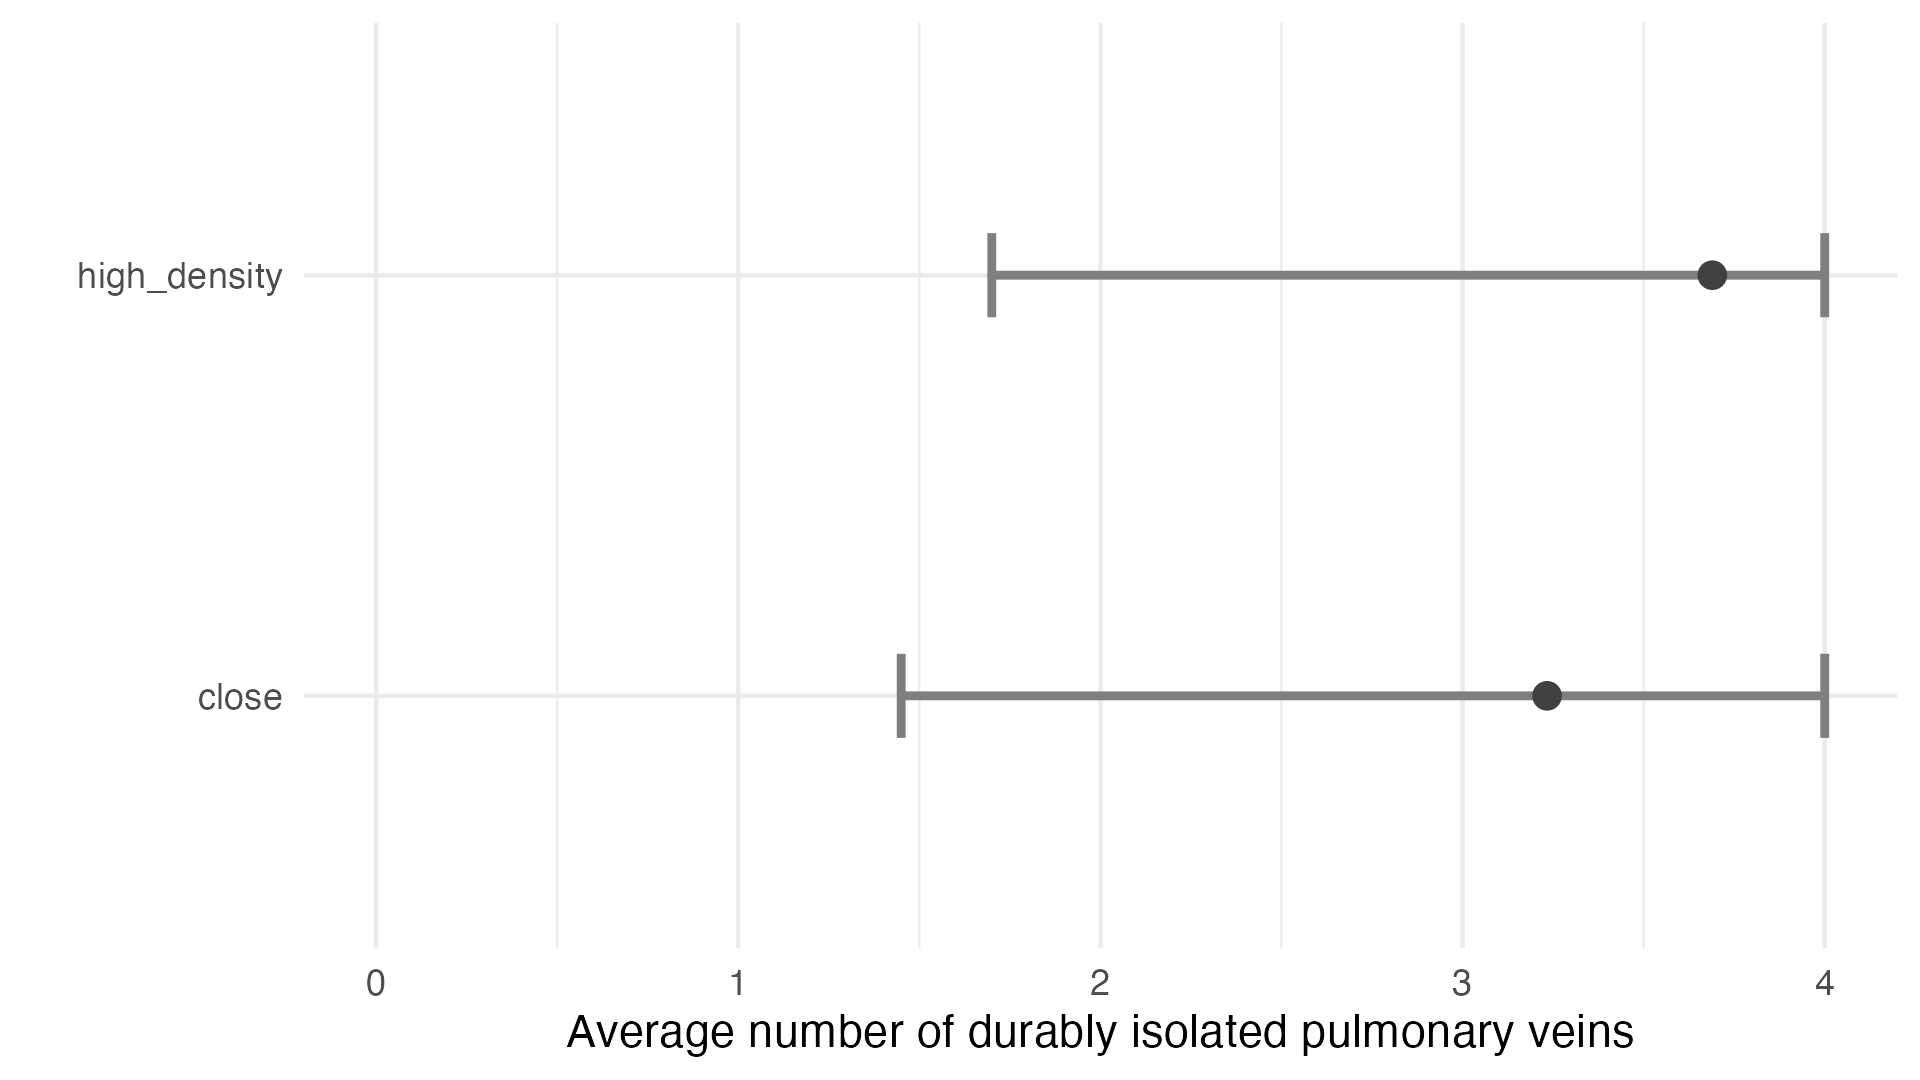 high_density
close
0 1 2 3 4
Average number of durably isolated pulmonary veins